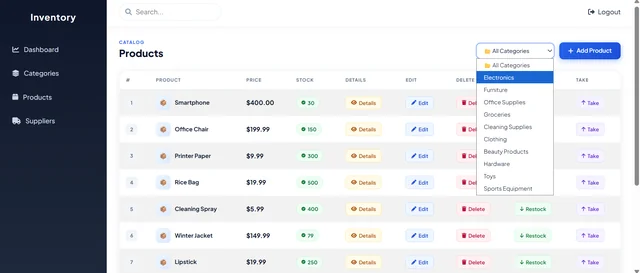 Inventory
Search...
Logout
Dashboard
Categories
Products
Suppliers
CATALOG
Products
All Categories
Add Product
All Categories
Electronics
Furniture
Office Supplies
Groceries
Cleaning Supplies
Clothing
Beauty Products
Hardware
Toys
Sports Equipment
# PRODUCT PRICE STOCK DETAILS EDIT DELETE TAKE
1 Smartphone $400.00 30 Details Edit Take
2 Office Chair $199.99 150 Details Edit Take
3 Printer Paper $9.99 300 Details Edit Take
4 Rice Bag $19.99 500 Details Edit Take
5 Cleaning Spray $5.99 400 Details Edit Delete Restock Take
6 Winter Jacket $149.99 79 Details Edit Delete Restock Take
7 Lipstick $19.99 250 Details Edit Delete Restock Take